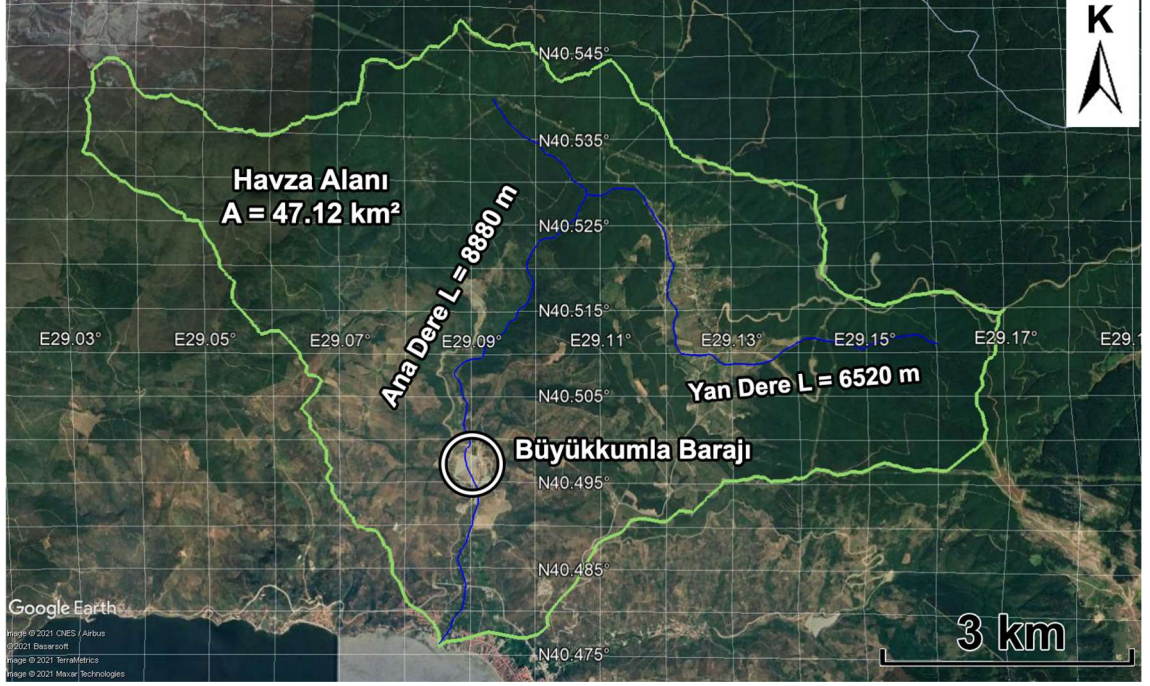 K
N40.545°
N40.535°
Havza Alanı
A = 47.12 km²
N40.525°
Ana Dere L = 8880 m
N40.515°
E29.03°
E29.05°
E29.07°
E29.09°
E29.11°
E29.13°
E29.15°
E29.17°
E29.1
Yan Dere L = 6520 m
N40.505°
Büyükkumla Barajı
N40.495°
N40.485°
Google Earth
Image © 2021 CNES / Airbus
© 2021 Basarsoft
Image © 2021 TerraMetrics
Image © 2021 Maxar Technologies
3 km
N40.475°